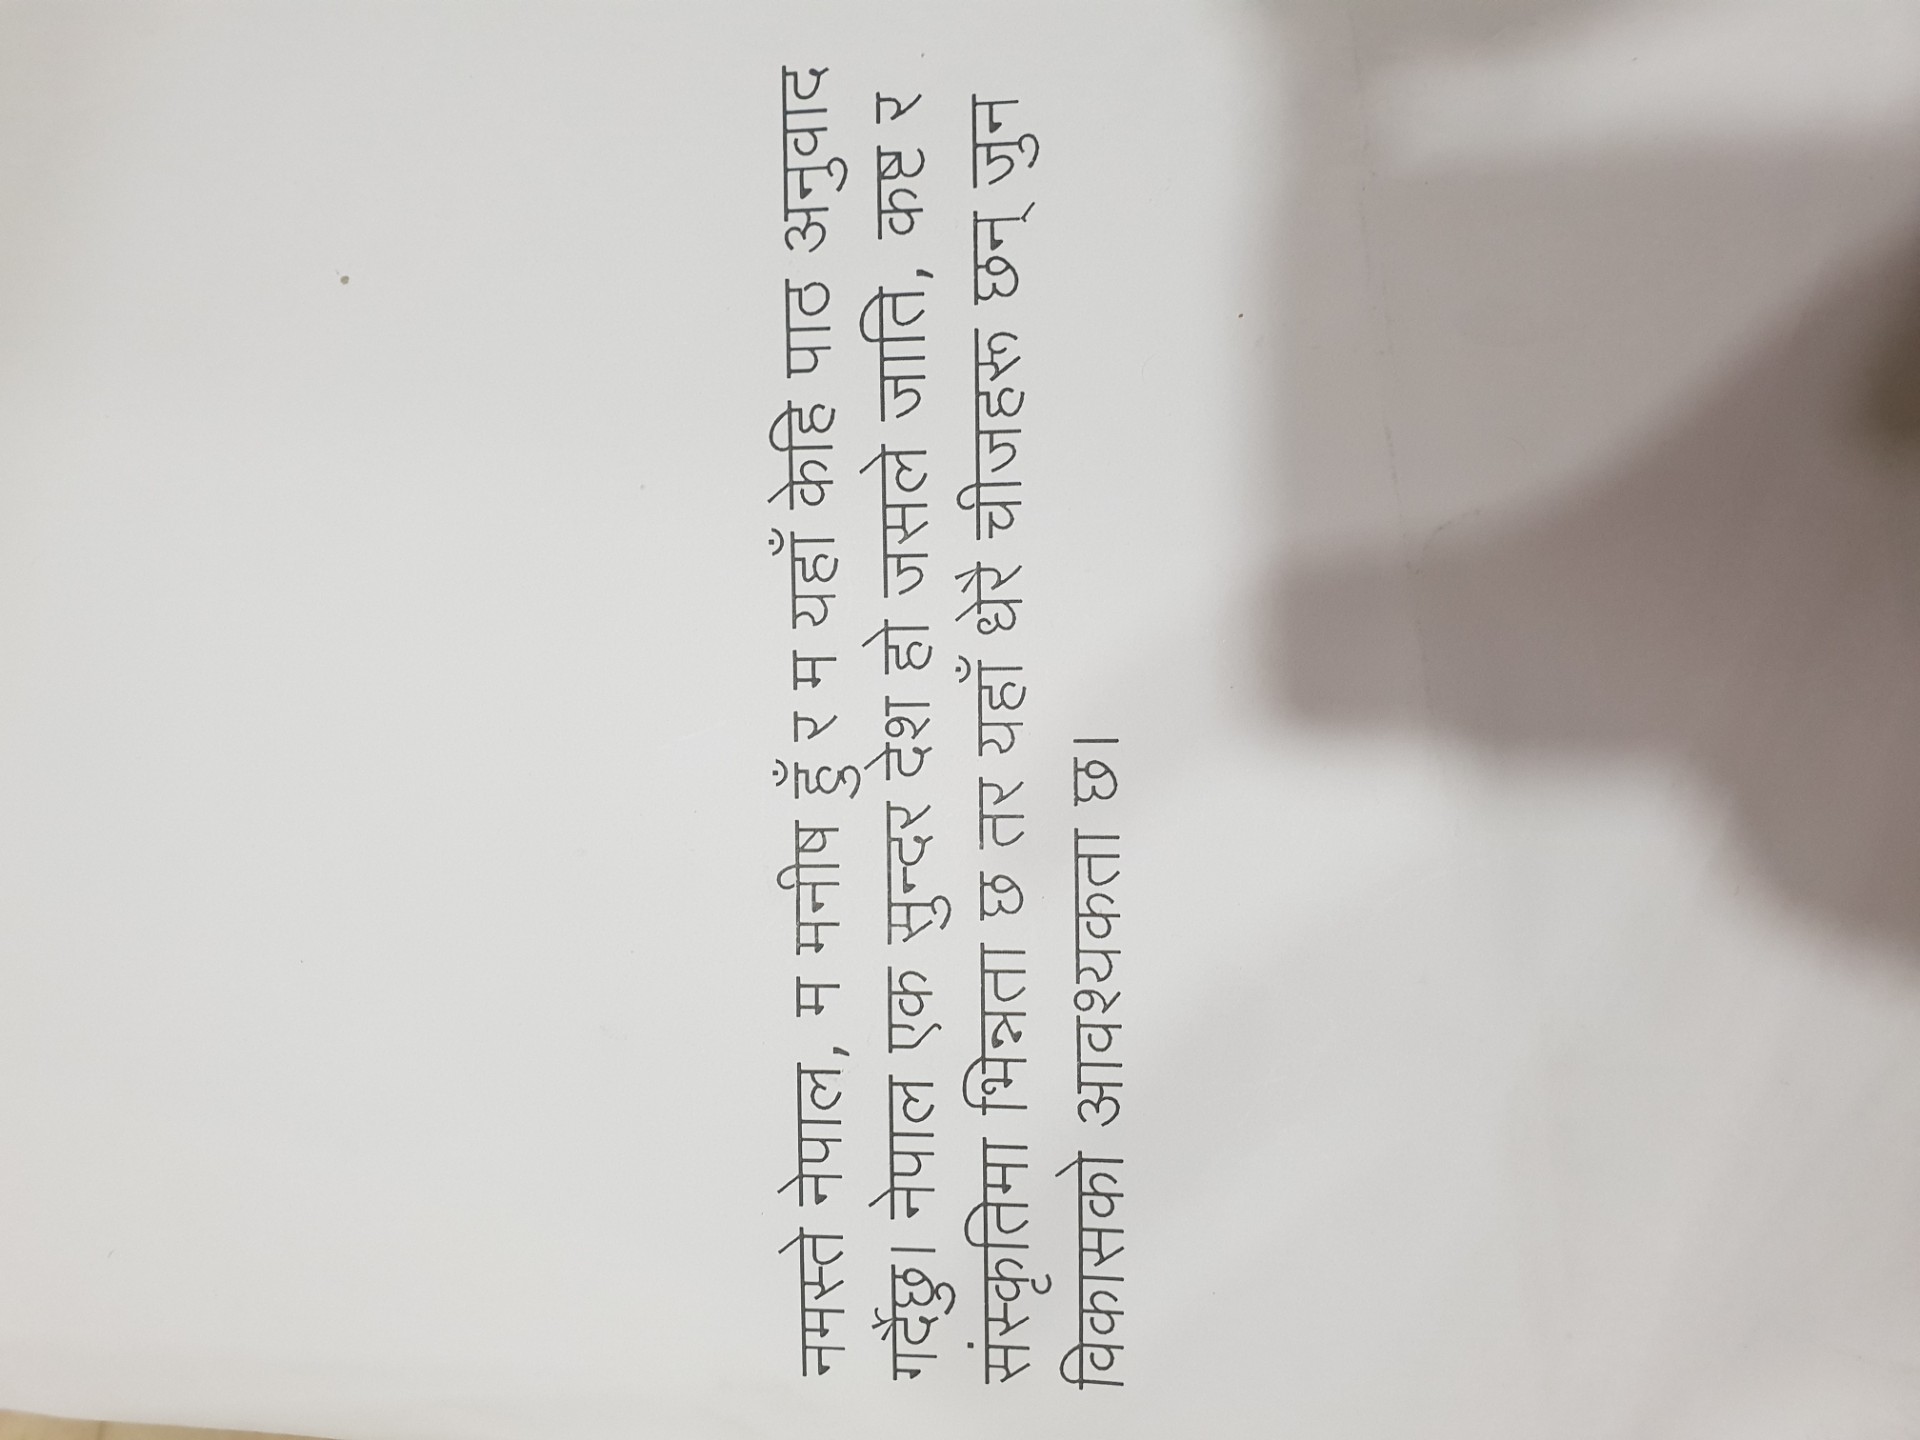 नमस्ते नेपाल, म मनीष हुँ र म यहाँ केहि पाठ अनुवाद
गर्दैछु। नेपाल एक सुन्दर देश हो जसले जाति, कष्ट र
संस्कृतिमा भिन्नता छ तर यहाँ धेरै चीजहरू छन् जुन
विकासको आवश्यकता छ।